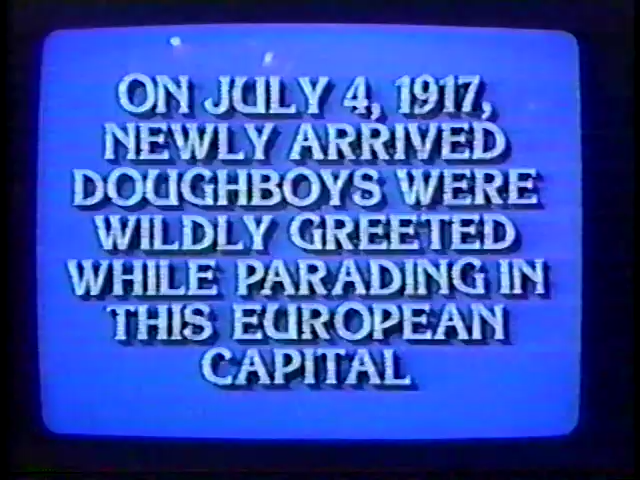 ON JULY 4, 1917,
NEWLY ARRIVED
DOUGHBOYS WERE
WILDLY GREETED
WHILE PARADING IN
THIS EUROPEAN
CAPITAL